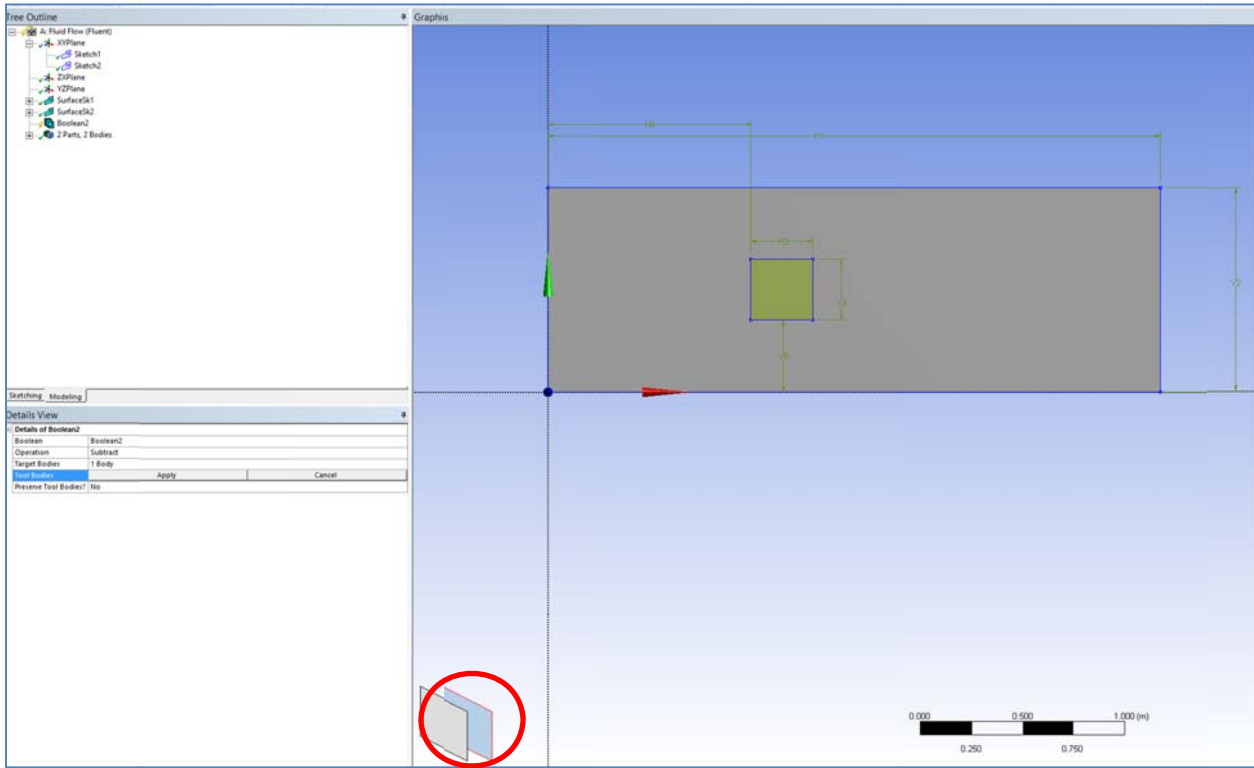 Tree Outline
A: Fluid Flow (Fluent)
XYPlane
Sketch1
Sketch2
ZXPlane
YZPlane
SurfaceSk1
SurfaceSk2
Boolean2
2 Parts, 2 Bodies
Sketching Modeling
Details View
Details of Boolean2
Boolean Boolean2
Operation Subtract
Target Bodies 1 Body
Tool Bodies Apply Cancel
Preserve Tool Bodies? No
Graphics
0.000 0.500 1.000 (m)
0.250 0.750